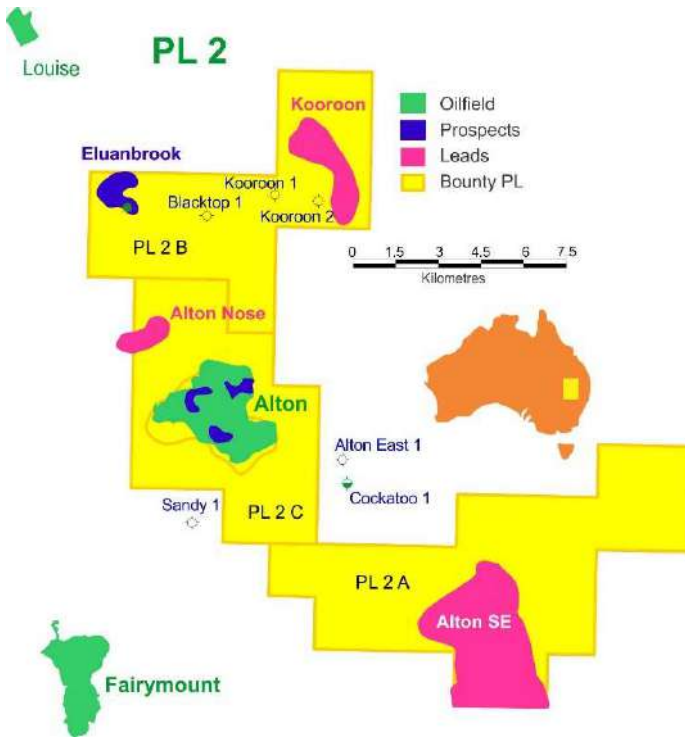 PL 2
Louise
Kooroon
Oilfield
Prospects
Leads
Bounty PL
Eluanbrook
Kooroon 1
Blacktop 1
Kooroon 2
PL 2 B
0 1.5 3 4.5 6 7.5
Kilometres
Alton Nose
Alton
Alton East 1
Cockatoo 1
Sandy 1
PL 2 C
PL 2 A
Alton SE
Fairymount